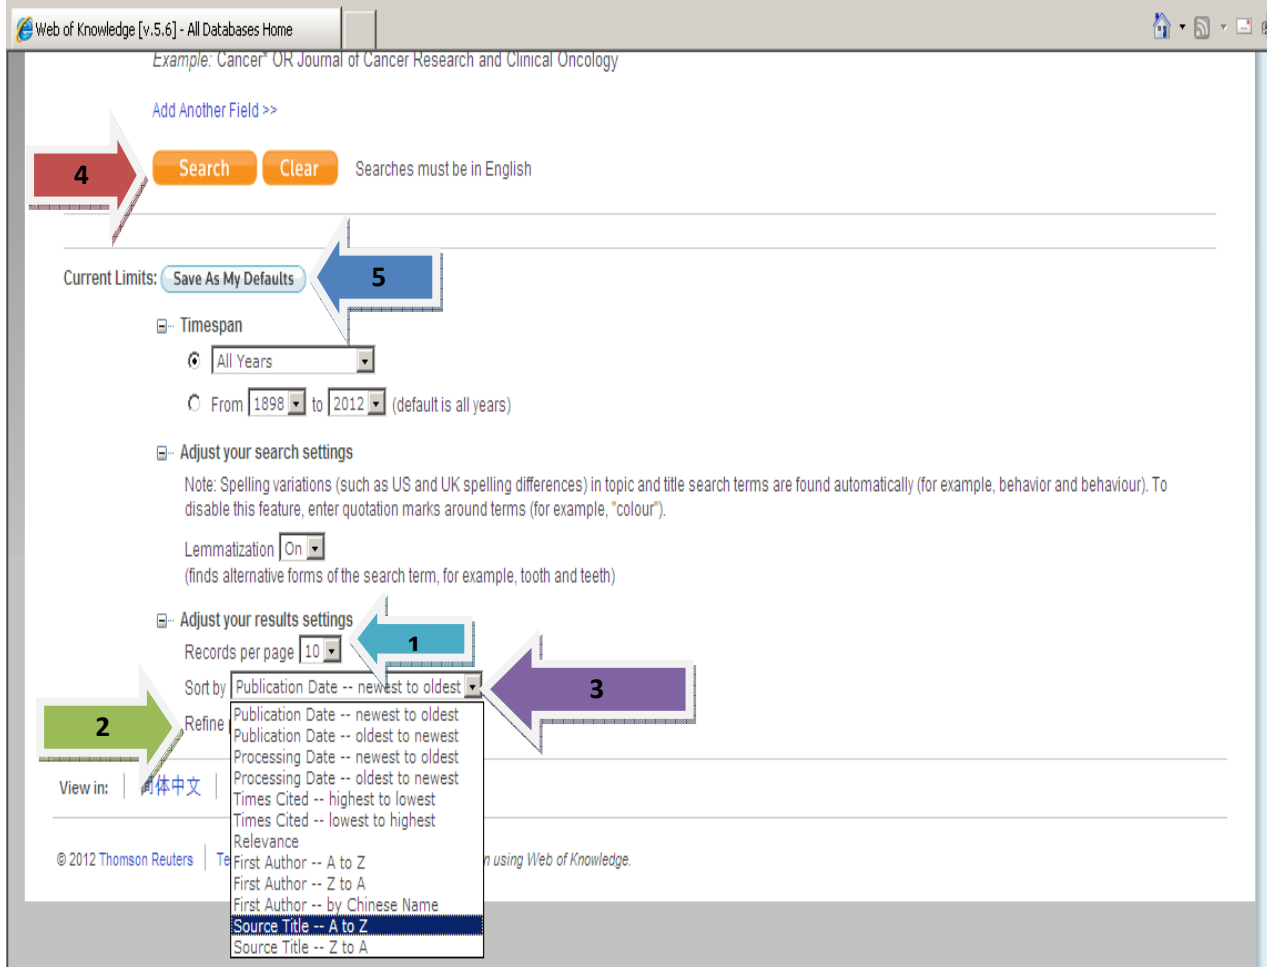 Web of Knowledge [v.5.6] - All Databases Home
Example: Cancer* OR Journal of Cancer Research and Clinical Oncology
Add Another Field >>
4
Search Clear Searches must be in English
Current Limits: Save As My Defaults 5
Timespan
All Years
From 1898 to 2012 (default is all years)
Adjust your search settings
Note: Spelling variations (such as US and UK spelling differences) in topic and title search terms are found automatically (for example, behavior and behaviour). To
disable this feature, enter quotation marks around terms (for example, "colour").
Lemmatization On
(finds alternative forms of the search term, for example, tooth and teeth)
Adjust your results settings
Records per page 10 1
Sort by Publication Date -- newest to oldest 3
2 Refine
Publication Date -- newest to oldest
Publication Date -- oldest to newest
Processing Date -- newest to oldest
Processing Date -- oldest to newest
Times Cited -- highest to lowest
Times Cited -- lowest to highest
Relevance
First Author -- A to Z
First Author -- Z to A
First Author -- by Chinese Name
Source Title -- A to Z
Source Title -- Z to A
View in: 简体中文
© 2012 Thomson Reuters Te
using Web of Knowledge.